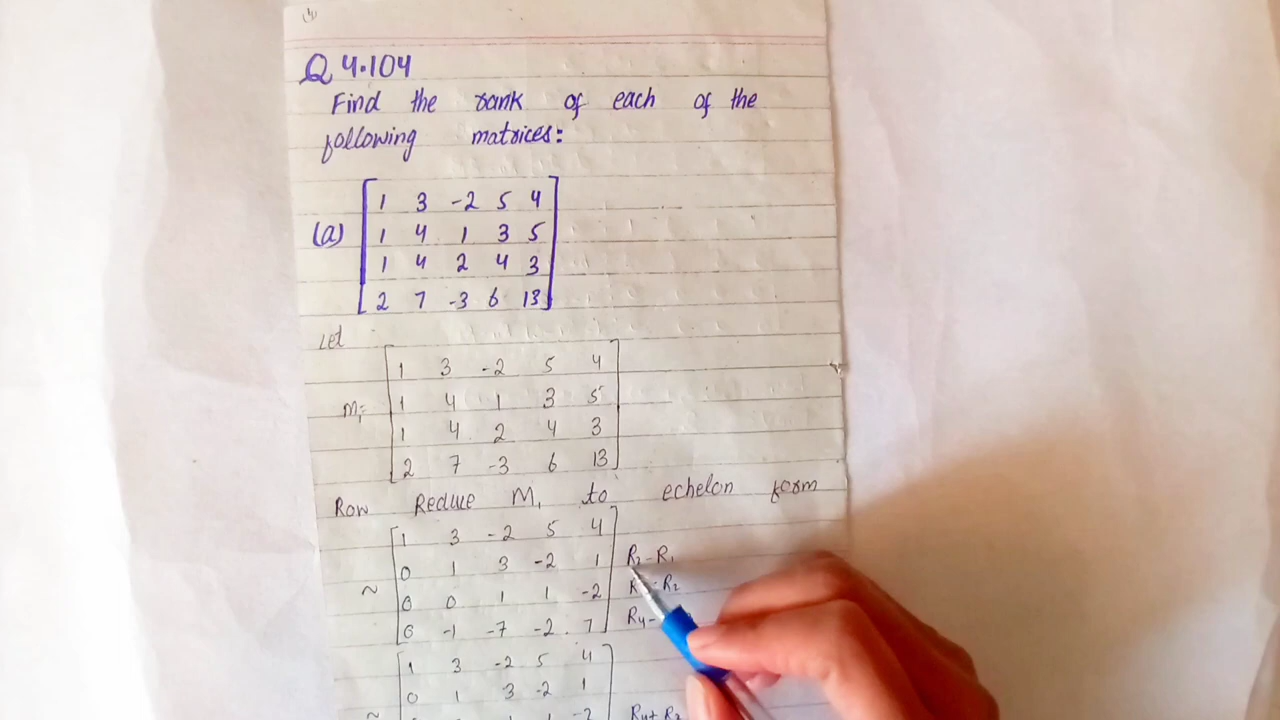 Q 4.104
Find the rank of each of the
following matrices:
(a) [1 3 -2 5 4
1 4 1 3 5
1 4 2 4 3
2 7 -3 6 13]
Let
M₁= [1 3 -2 5 4
1 4 1 3 5
1 4 2 4 3
2 7 -3 6 13]
Row Reduce M₁ to echelon form
~ [1 3 -2 5 4
0 1 3 -2 1 R₂-R₁
0 0 1 1 -2
0 -1 -7 -2 7]
~ [1 3 -2 5 4
0 1 3 -2 1